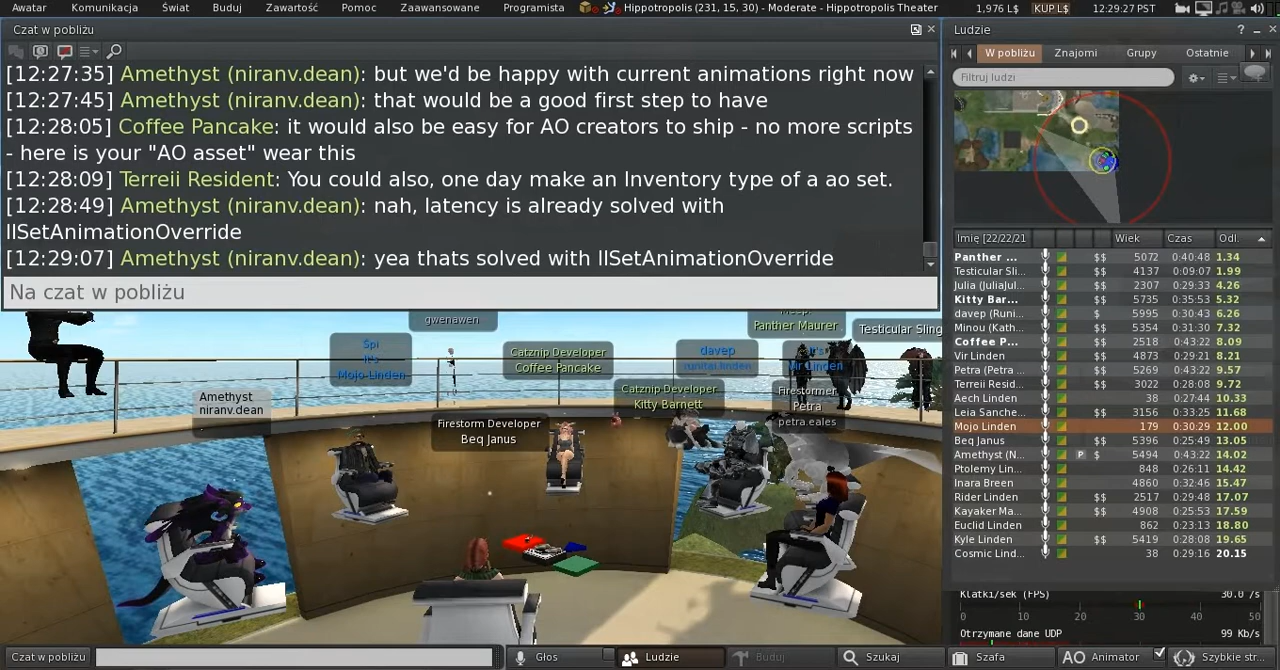 Awatar Komunikacja Świat Buduj Zawartość Pomoc Zaawansowane Programista Hippotropolis (231, 15, 30) - Moderate - Hippotropolis Theater 1,976 L$ KUP L$ 12:29:27 PST
Czat w pobliżu
[12:27:35] Amethyst (niranv.dean): but we'd be happy with current animations right now
[12:27:45] Amethyst (niranv.dean): that would be a good first step to have
[12:28:05] Coffee Pancake: it would also be easy for AO creators to ship - no more scripts
- here is your "AO asset" wear this
[12:28:09] Terreii Resident: You could also, one day make an Inventory type of a ao set.
[12:28:49] Amethyst (niranv.dean): nah, latency is already solved with
llSetAnimationOverride
[12:29:07] Amethyst (niranv.dean): yea thats solved with llSetAnimationOverride
Na czat w pobliżu
gwenawen
Panther Maurer
Testicular Sling
Spi
It's
Mojo Linden
Catznip Developer
Coffee Pancake
davep
runitai.linden
Vir Linden
Catznip Developer
Kitty Barnett
Firestormer
Petra
petra.eales
Amethyst
niranv.dean
Firestorm Developer
Beq Janus
Ludzie
W pobliżu Znajomi Grupy Ostatnie
Filtruj ludzi
Imię [22/22/21 Wiek Czas Odl.
Panther ... $$ 5072 0:40:48 1.34
Testicular Sli... $$ 4137 0:09:07 1.99
Julia (JuliaJul... $$ 2307 0:29:33 4.26
Kitty Bar... $$ 5735 0:35:53 5.32
davep (Runi... $ 5995 0:30:43 6.26
Minou (Kath... $$ 5354 0:31:30 7.32
Coffee P... $$ 2518 0:43:22 8.09
Vir Linden $$ 4873 0:29:21 8.21
Petra (Petra ... $$ 5269 0:43:22 9.57
Terreii Resid... $$ 3022 0:28:08 9.72
Aech Linden 38 0:27:44 10.33
Leia Sanche... $$ 3156 0:33:25 11.68
Mojo Linden 179 0:30:29 12.00
Beq Janus $$ 5396 0:25:49 13.05
Amethyst (N... P $ 5494 0:43:22 14.02
Ptolemy Lin... 848 0:26:11 14.42
Inara Breen 4860 0:32:46 15.47
Rider Linden $$ 2517 0:29:48 17.07
Kayaker Ma... $$ 4908 0:25:53 17.59
Euclid Linden 862 0:23:13 18.80
Kyle Linden $$ 5419 0:28:08 19.65
Cosmic Lind... 38 0:29:16 20.15
Klatki/sek (FPS) 30.0 /s
0 10 20 30 40 50
Otrzymane dane UDP 99 Kb/s
Czat w pobliżu Głos Ludzie Buduj Szukaj Szafa AO Animator Szybkie str...